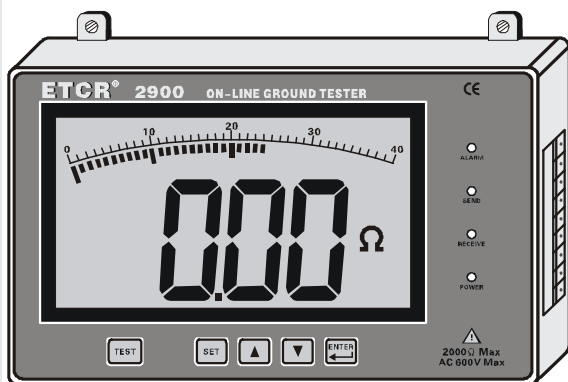 ETCR® 2900 ON-LINE GROUND TESTER
CE
0 10 20 30 40
0.00 Ω
ALARM
SEND
RECEIVE
POWER
TEST SET ▲ ▼ ENTER
2000Ω Max
AC 600V Max